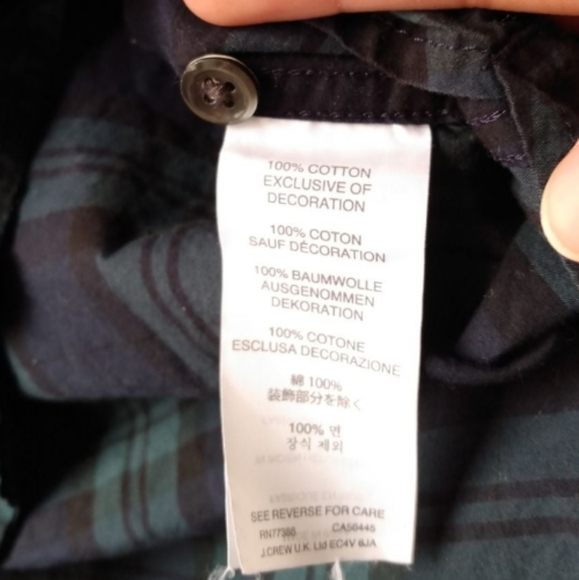 100% COTTON
EXCLUSIVE OF
DECORATION
100% COTON
SAUF DÉCORATION
100% BAUMWOLLE
AUSGENOMMEN
DEKORATION
100% COTONE
ESCLUSA DECORAZIONE
綿 100%
装飾部分を除く
100% 면
장식 제외
SEE REVERSE FOR CARE
RN77388 CA56445
J.CREW U.K. Ltd EC4V 6JA